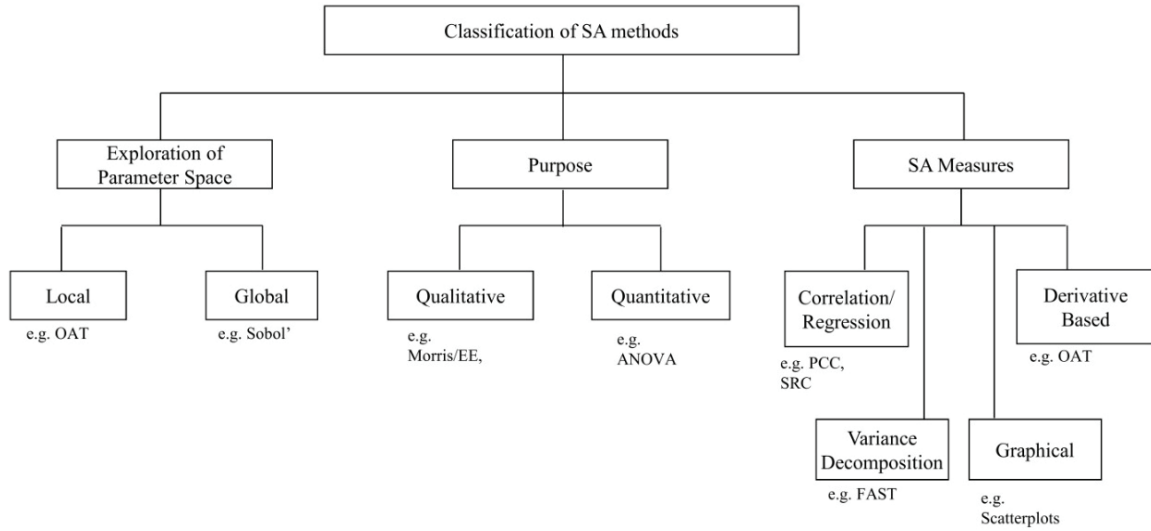 Classification of SA methods
Exploration of
Parameter Space
Purpose
SA Measures
Local
e.g. OAT
Global
e.g. Sobol’
Qualitative
e.g.
Morris/EE,
Quantitative
e.g.
ANOVA
Correlation/
Regression
e.g. PCC,
SRC
Derivative
Based
e.g. OAT
Variance
Decomposition
e.g. FAST
Graphical
e.g.
Scatterplots